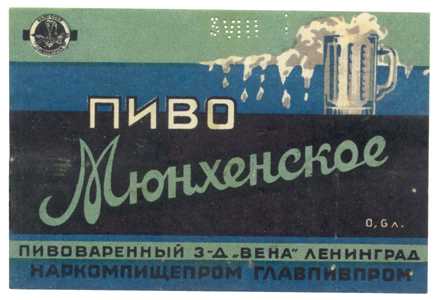 ПИВО
Мюнхенское
0,6 л.
ПИВОВАРЕННЫЙ З-Д „ВЕНА" ЛЕНИНГРАД
НАРКОМПИЩЕПРОМ ГЛАВПИВПРОМ